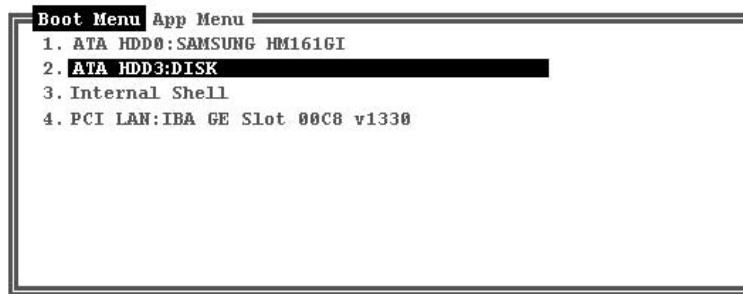 Boot Menu App Menu
1. ATA HDD0:SAMSUNG HM161GI
2. ATA HDD3:DISK
3. Internal Shell
4. PCI LAN:IBA GE Slot 00C8 v1330